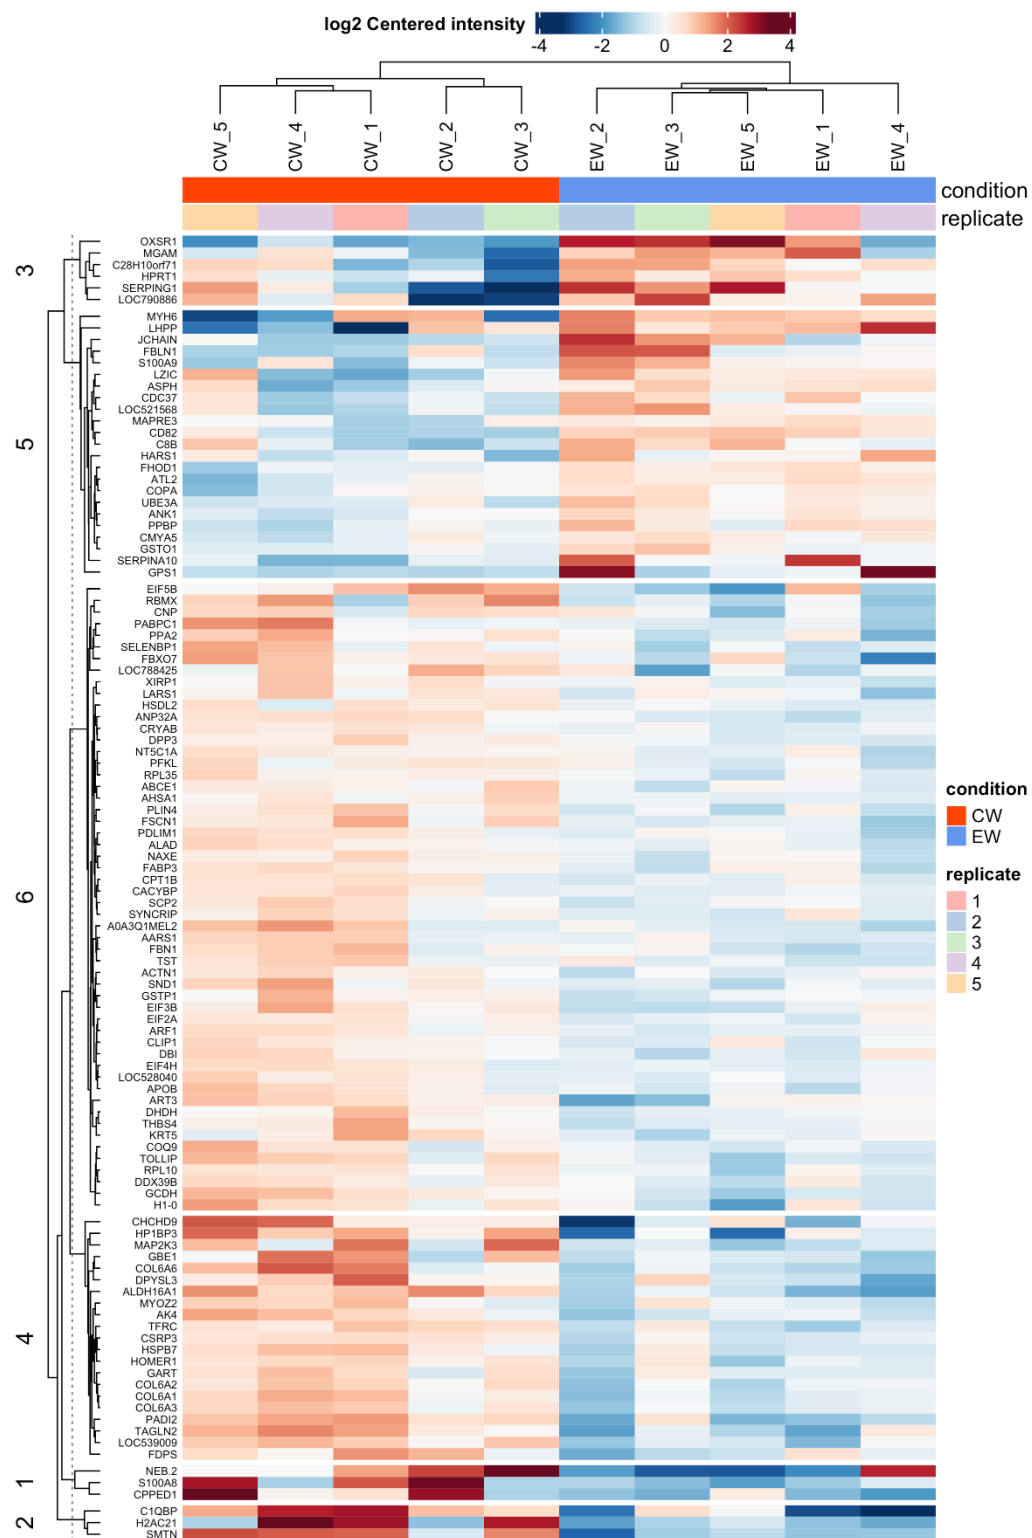 log2 Centered intensity
-4 -2 0 2 4
CW_5 CW_4 CW_1 CW_2 CW_3 EW_2 EW_3 EW_5 EW_1 EW_4
condition
replicate
3
OXSR1
MGAM
C28H10orf71
HPRT1
SERPING1
LOC790886
5
MYH6
LHPP
JCHAIN
FBLN1
S100A9
LZIC
ASPH
CDC37
LOC521568
MAPRE3
CD82
C8B
HARS1
FHOD1
ATL2
COPA
UBE3A
ANK1
PPBP
CMYA5
GSTO1
SERPINA10
GPS1
6
EIF5B
RBMX
CNP
PABPC1
PPA2
SELENBP1
FBXO7
LOC788425
XIRP1
LARS1
HSDL2
ANP32A
CRYAB
DPP3
NT5C1A
PFKL
RPL35
ABCE1
AHSA1
PLIN4
FSCN1
PDLIM1
ALAD
NAXE
FABP3
CPT1B
CACYBP
SCP2
SYNCRIP
A0A3Q1MEL2
AARS1
FBN1
TST
ACTN1
SND1
GSTP1
EIF3B
EIF2A
ARF1
CLIP1
DBI
EIF4H
LOC528040
APOB
ART3
DHDH
THBS4
KRT5
COQ9
TOLLIP
RPL10
DDX39B
GCDH
H1-0
4
CHCHD9
HP1BP3
MAP2K3
GBE1
COL6A6
DPYSL3
ALDH16A1
MYOZ2
AK4
TFRC
CSRP3
HSPB7
HOMER1
GART
COL6A2
COL6A1
COL6A3
PADI2
TAGLN2
LOC539009
FDPS
1
NEB.2
S100A8
CPPED1
2
C1QBP
H2AC21
SMTN
condition
CW
EW
replicate
1
2
3
4
5